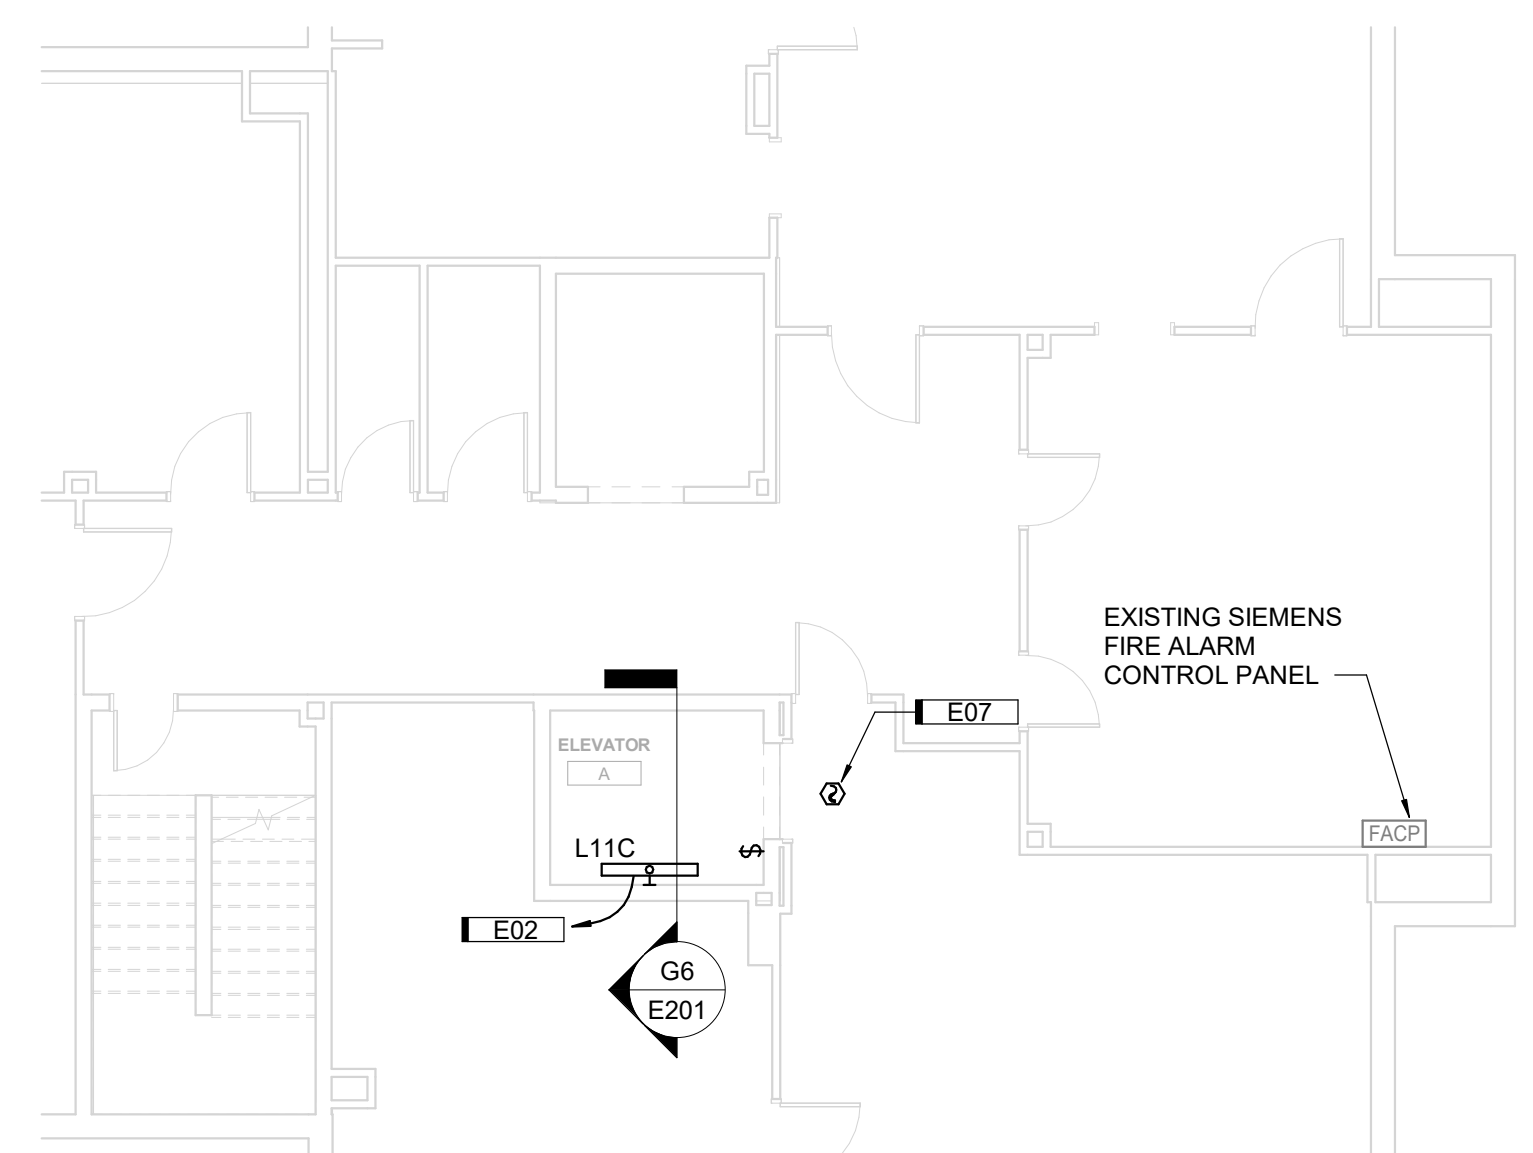 EXISTING SIEMENS
FIRE ALARM
CONTROL PANEL
E07
ELEVATOR
A
FACP
L11C
$
E02
G6
E201